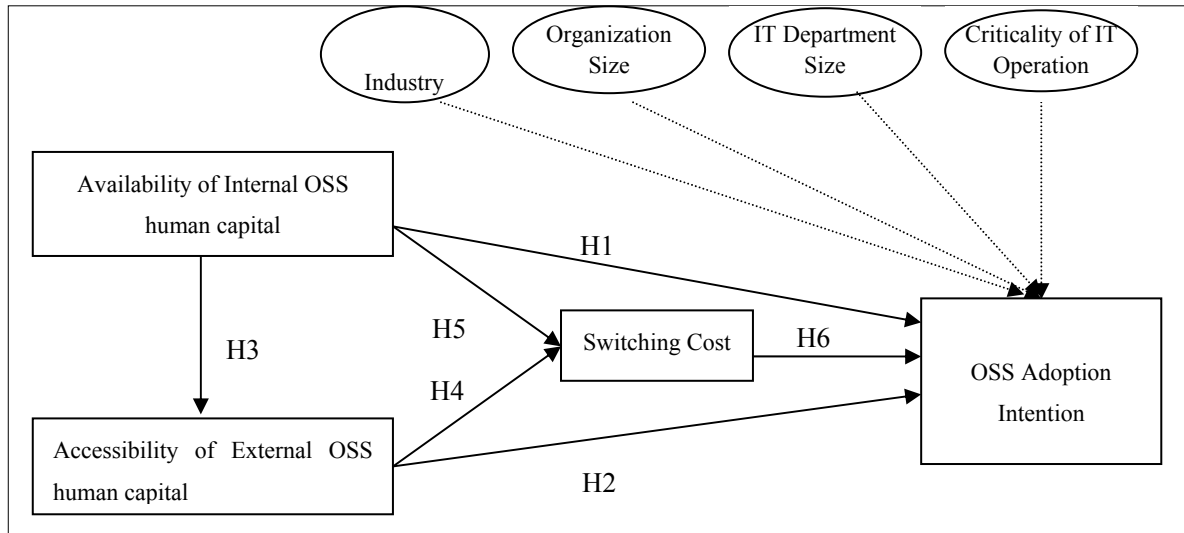 Industry
Organization
Size
IT Department
Size
Criticality of IT
Operation
Availability of Internal OSS
human capital
H1
H5
Switching Cost
H6
H3
H4
OSS Adoption
Intention
Accessibility of External OSS
human capital
H2